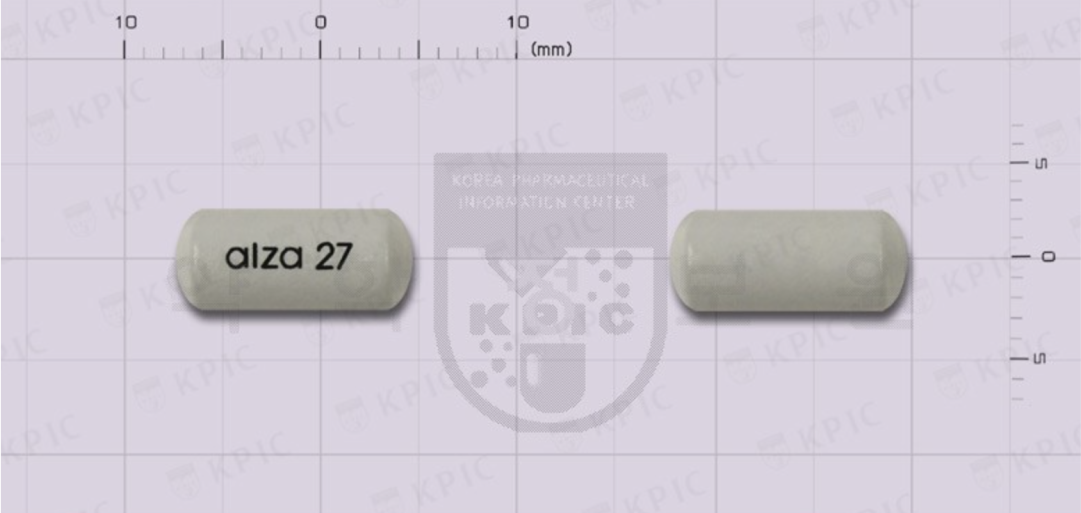 10 0 10
(mm)
5
KOREA PHARMACEUTICAL
INFORMATION CENTER
alza 27
0
KPIC
5